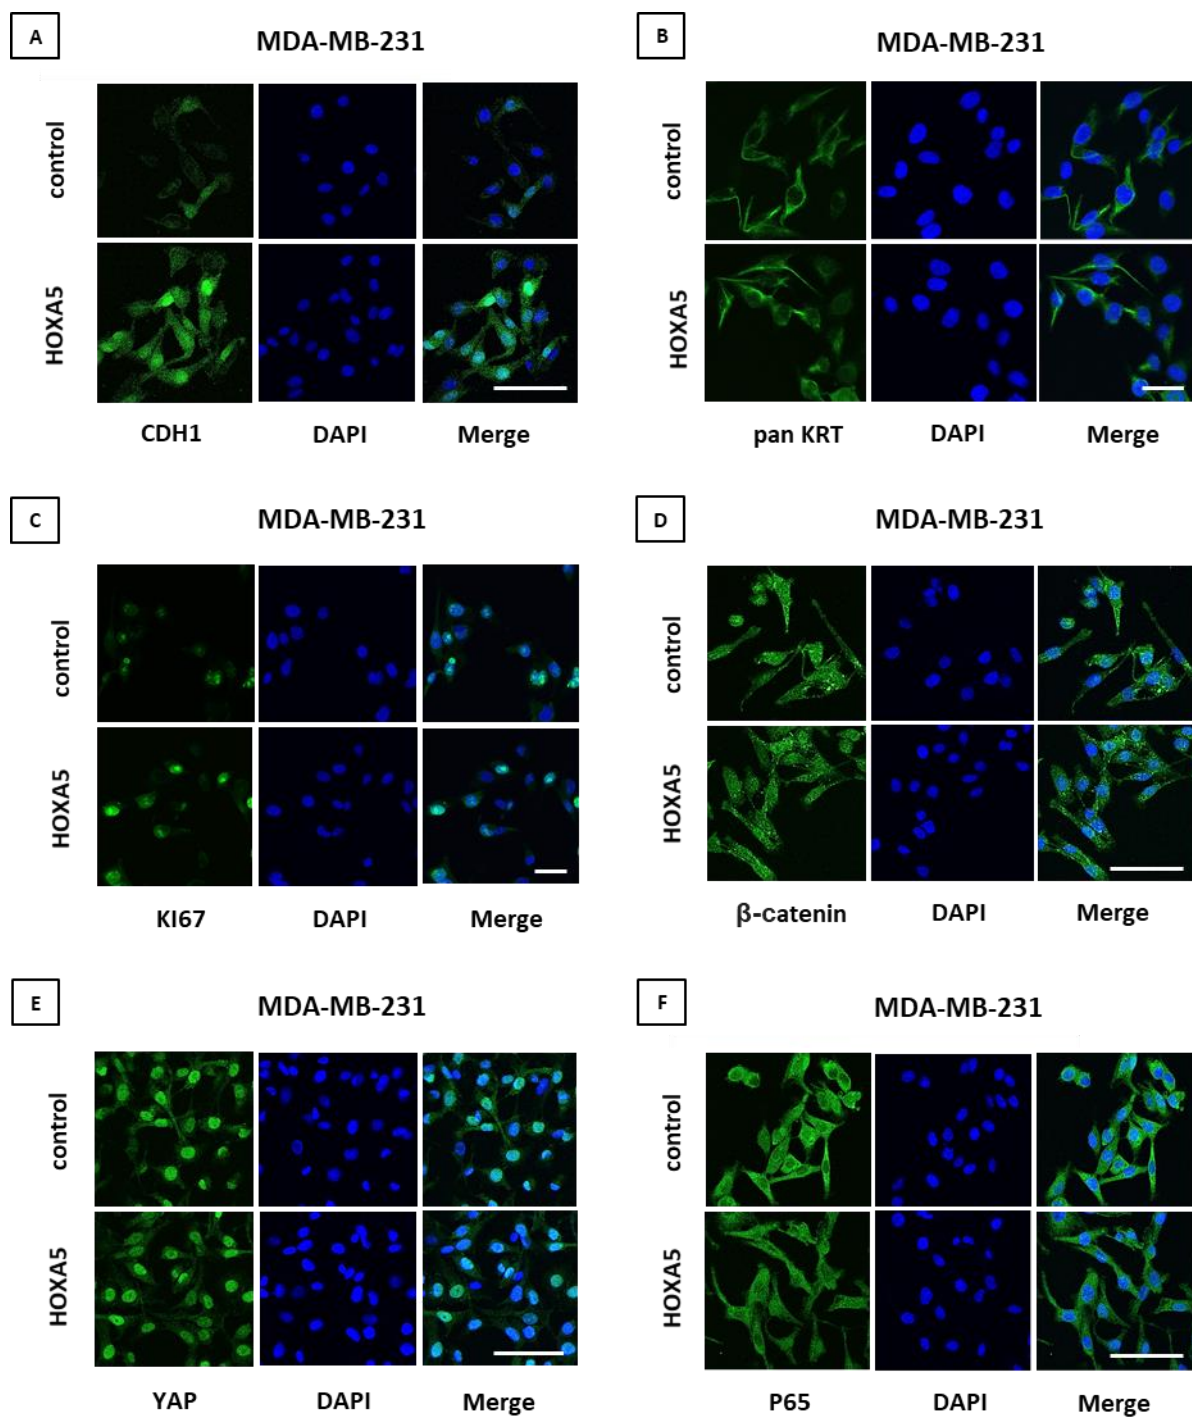 A
MDA-MB-231
control
HOXA5
CDH1 DAPI Merge
B
MDA-MB-231
control
HOXA5
pan KRT DAPI Merge
C
MDA-MB-231
control
HOXA5
KI67 DAPI Merge
D
MDA-MB-231
control
HOXA5
β-catenin DAPI Merge
E
MDA-MB-231
control
HOXA5
YAP DAPI Merge
F
MDA-MB-231
control
HOXA5
P65 DAPI Merge